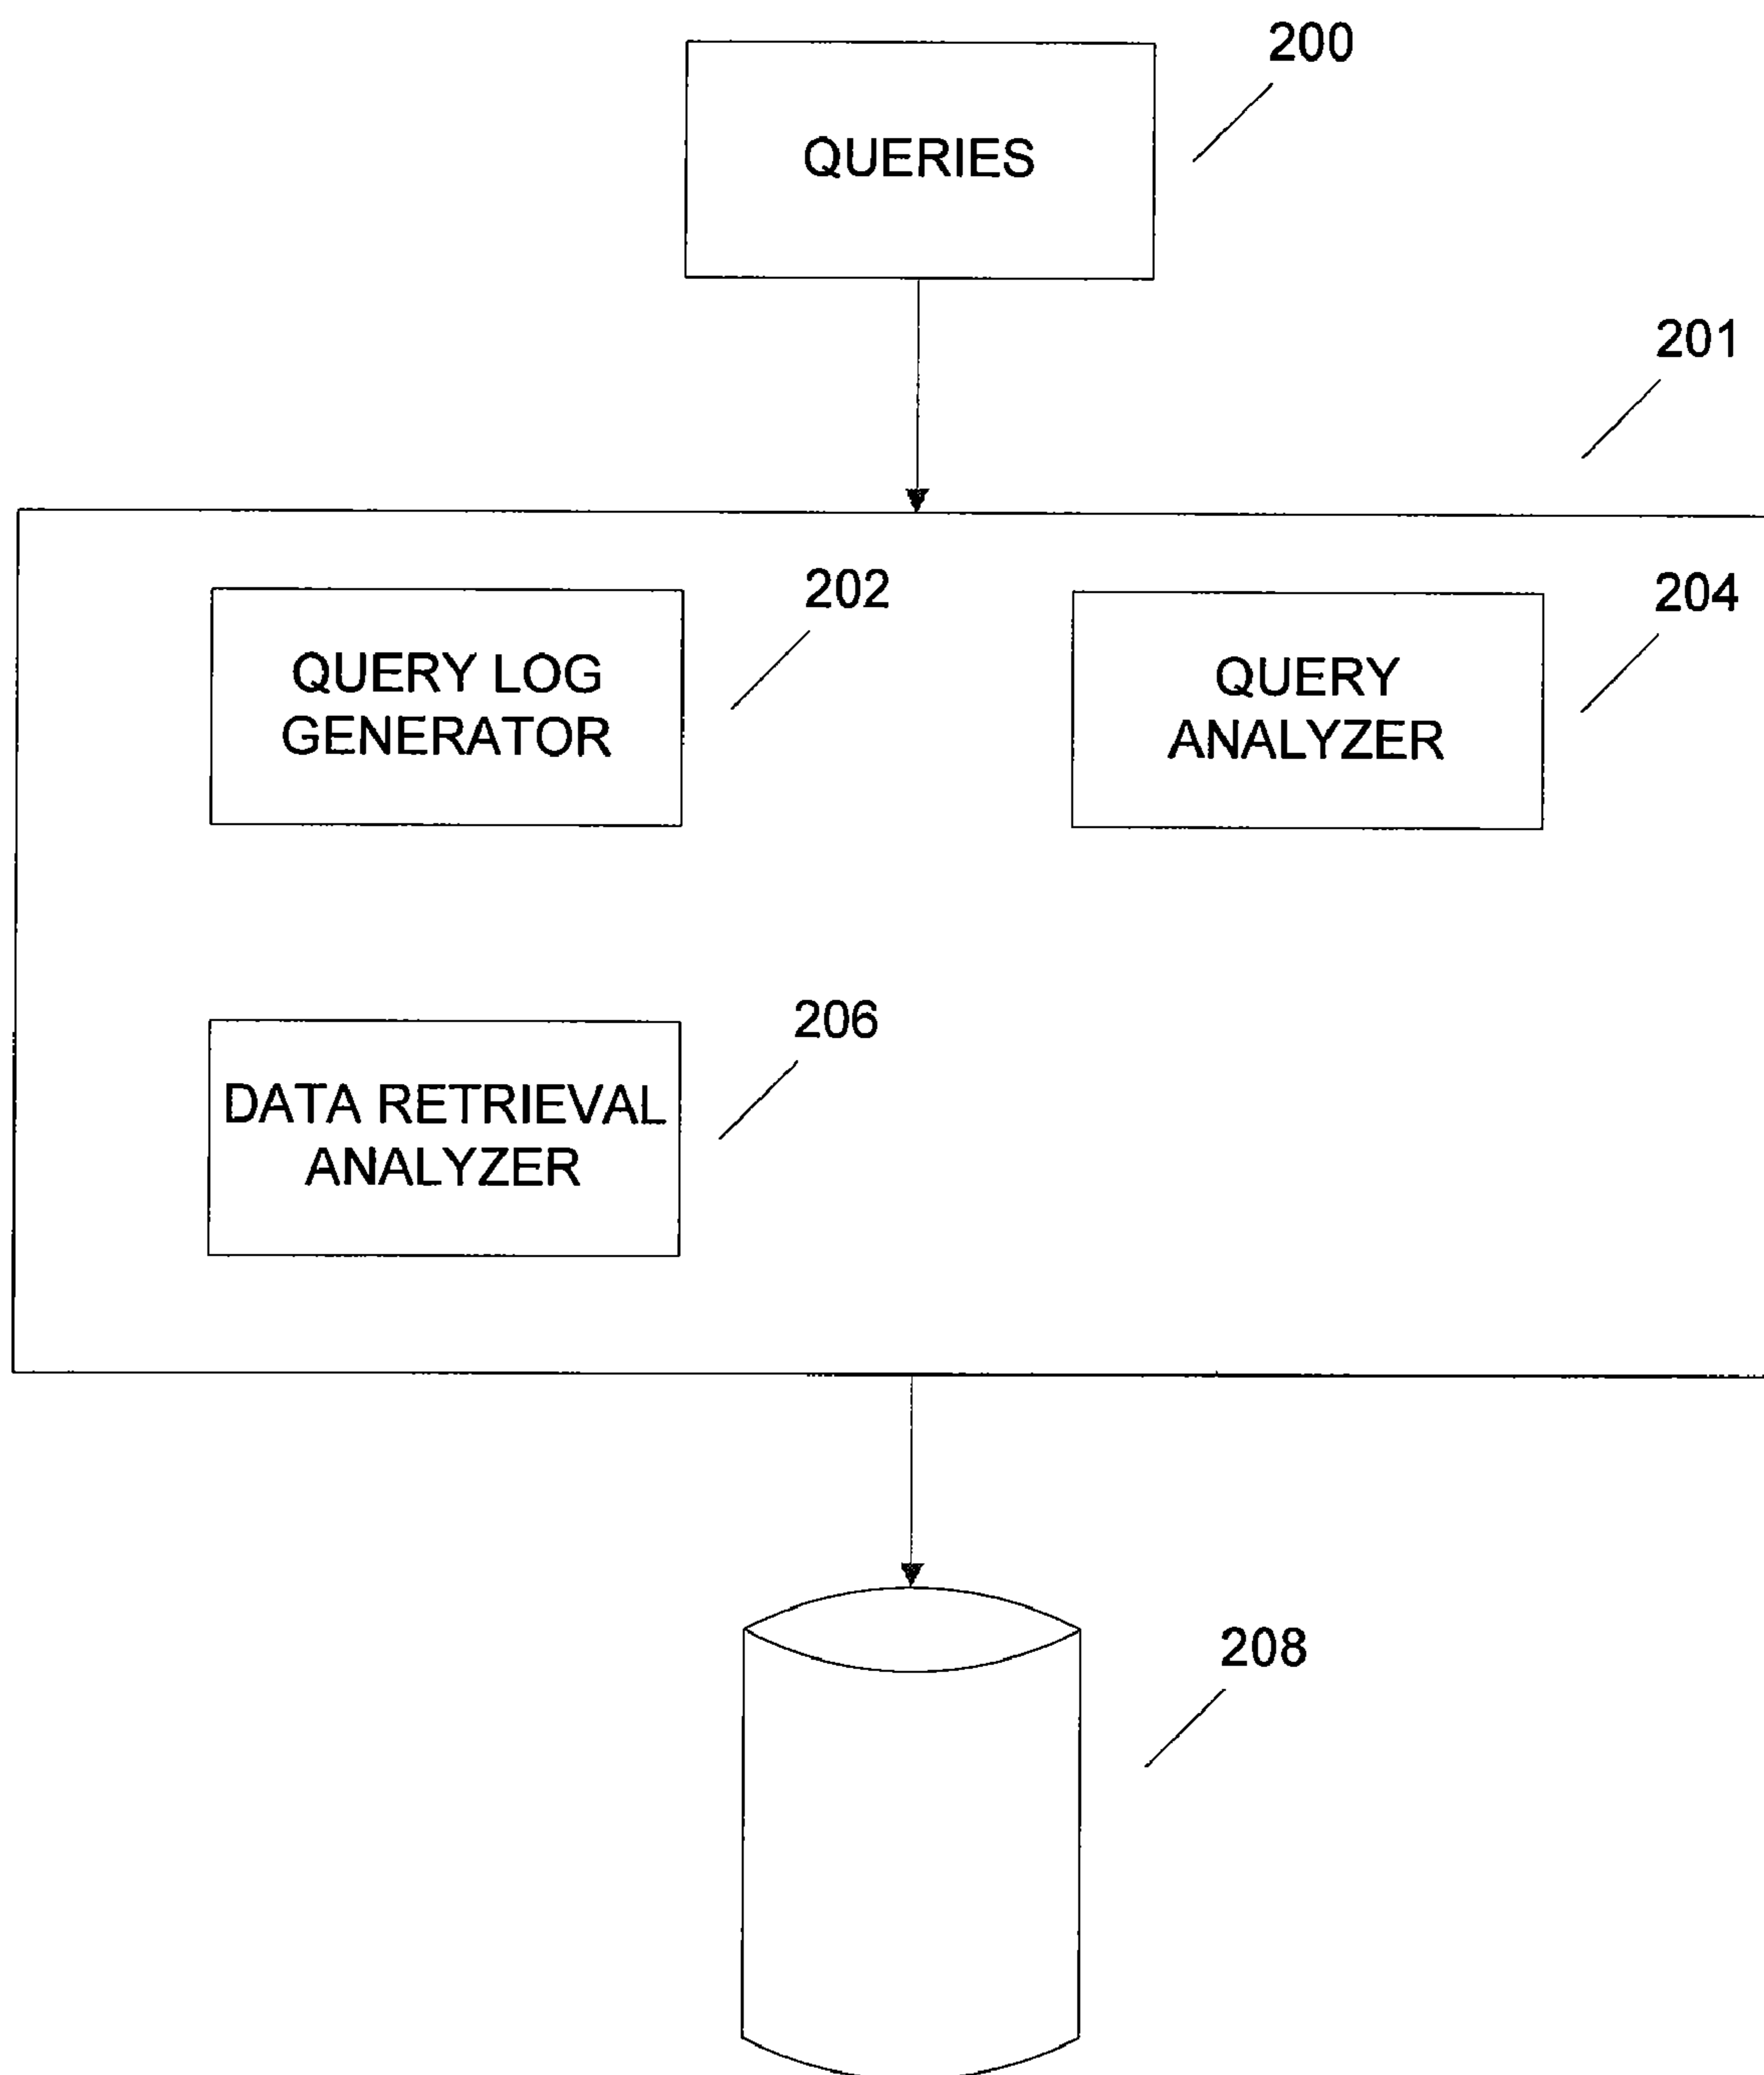 200
QUERIES
201
202
204
QUERY LOG
GENERATOR
QUERY
ANALYZER
206
DATA RETRIEVAL
ANALYZER
208